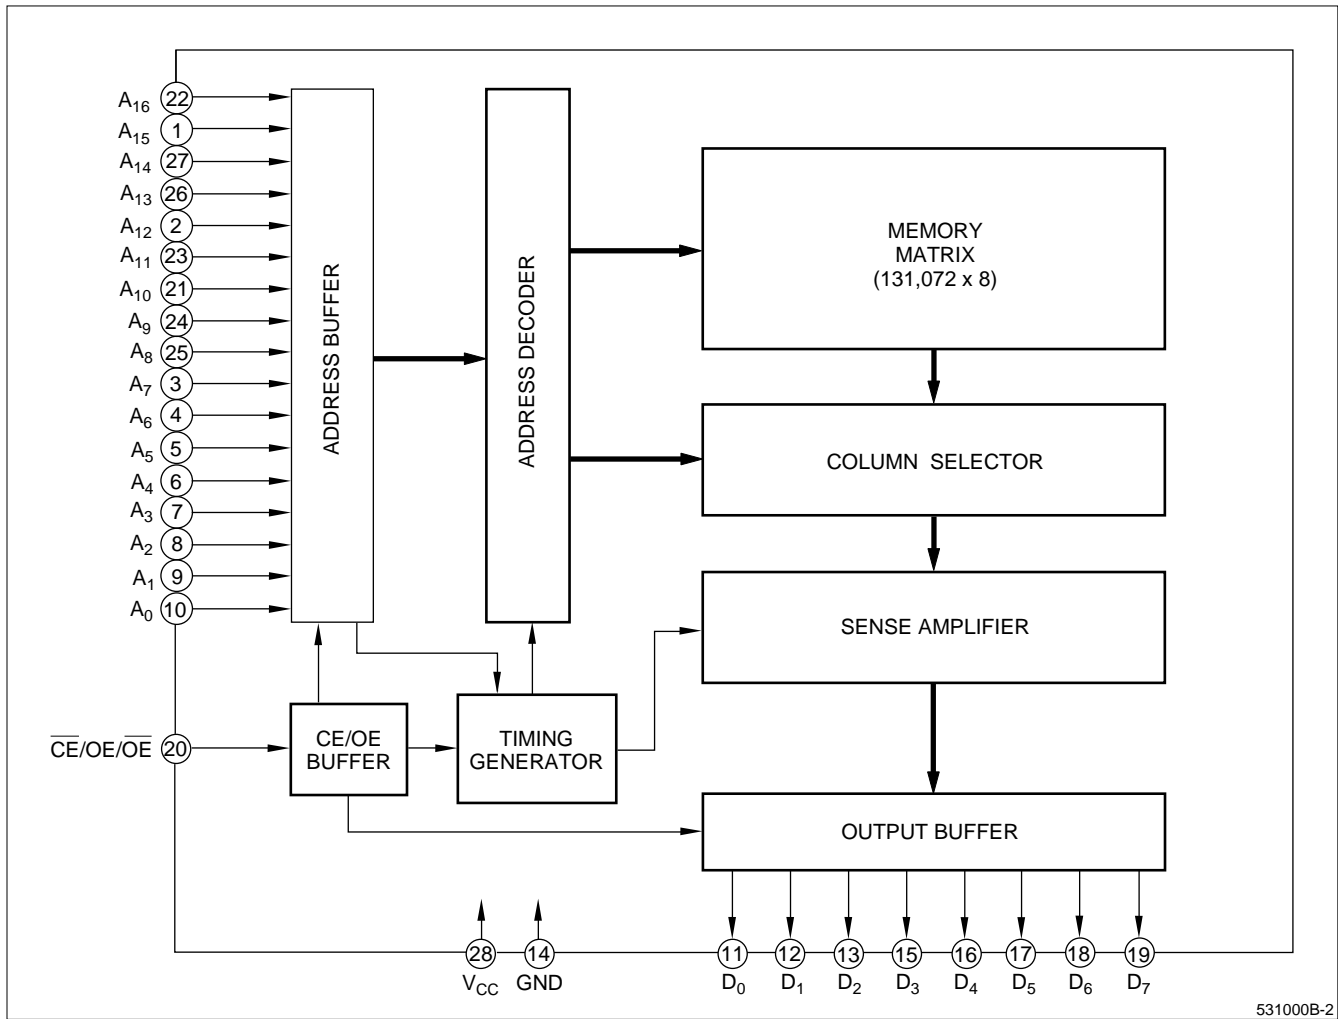 A16 22
A15 1
A14 27
A13 26
A12 2
A11 23
A10 21
A9 24
A8 25
A7 3
A6 4
A5 5
A4 6
A3 7
A2 8
A1 9
A0 10
ADDRESS BUFFER
ADDRESS DECODER
MEMORY
MATRIX
(131,072 x 8)
COLUMN SELECTOR
SENSE AMPLIFIER
C̅E̅/OE/O̅E̅ 20
CE/OE
BUFFER
TIMING
GENERATOR
OUTPUT BUFFER
28 14 11 12 13 15 16 17 18 19
VCC GND D0 D1 D2 D3 D4 D5 D6 D7
531000B-2